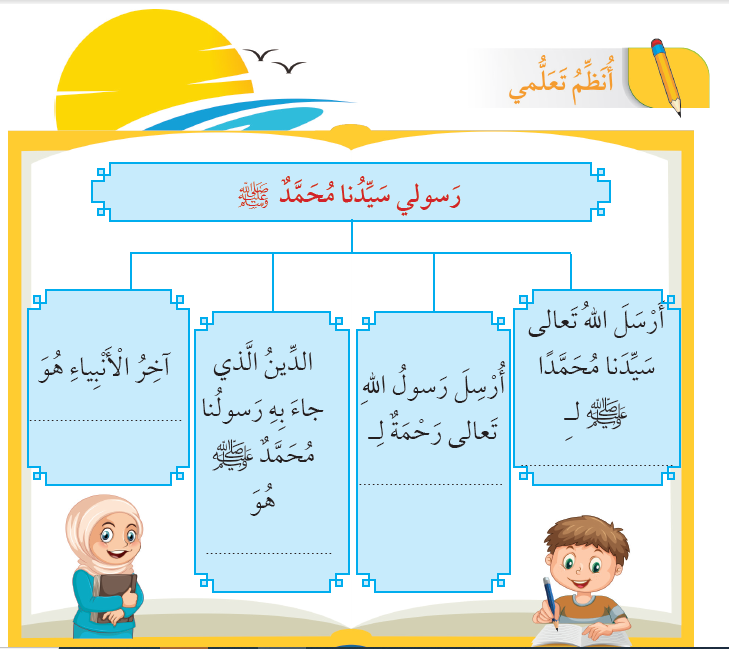 أُنَظِّمُ تَعَلُّمي
رَسولي سَيِّدُنا مُحَمَّدٌ ﷺ
أَرْسَلَ اللهُ تَعالى
سَيِّدَنا مُحَمَّدًا
ﷺ لِـ
........................
أُرْسِلَ رَسولُ اللهِ
تَعالى رَحْمَةٌ لِـ
........................
الدِّينُ الَّذي
جاءَ بِهِ رَسولُنا
مُحَمَّدٌ ﷺ
هُوَ
........................
آخِرُ الْأَنْبِياءِ هُوَ
........................